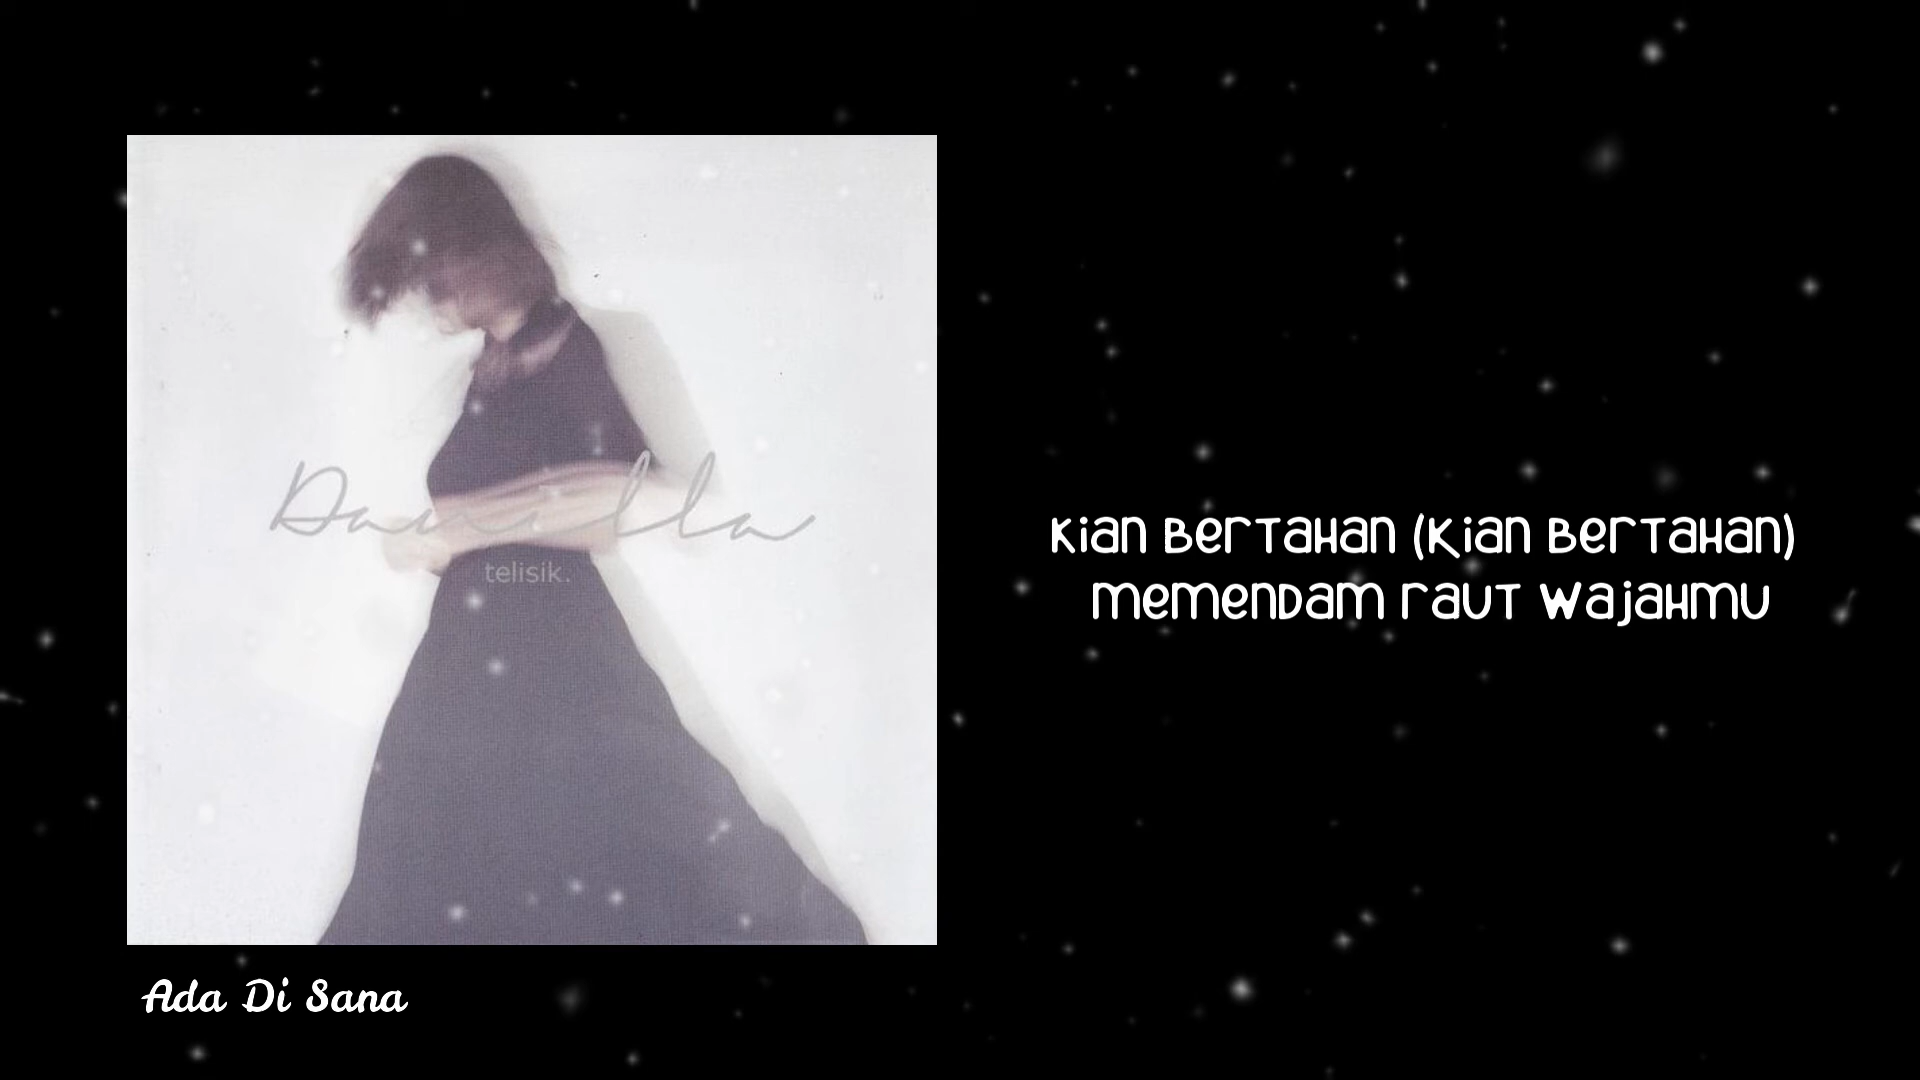 Danilla
telisik.
Kian Bertahan (Kian Bertahan)
memendam raut wajahmu
Ada Di Sana